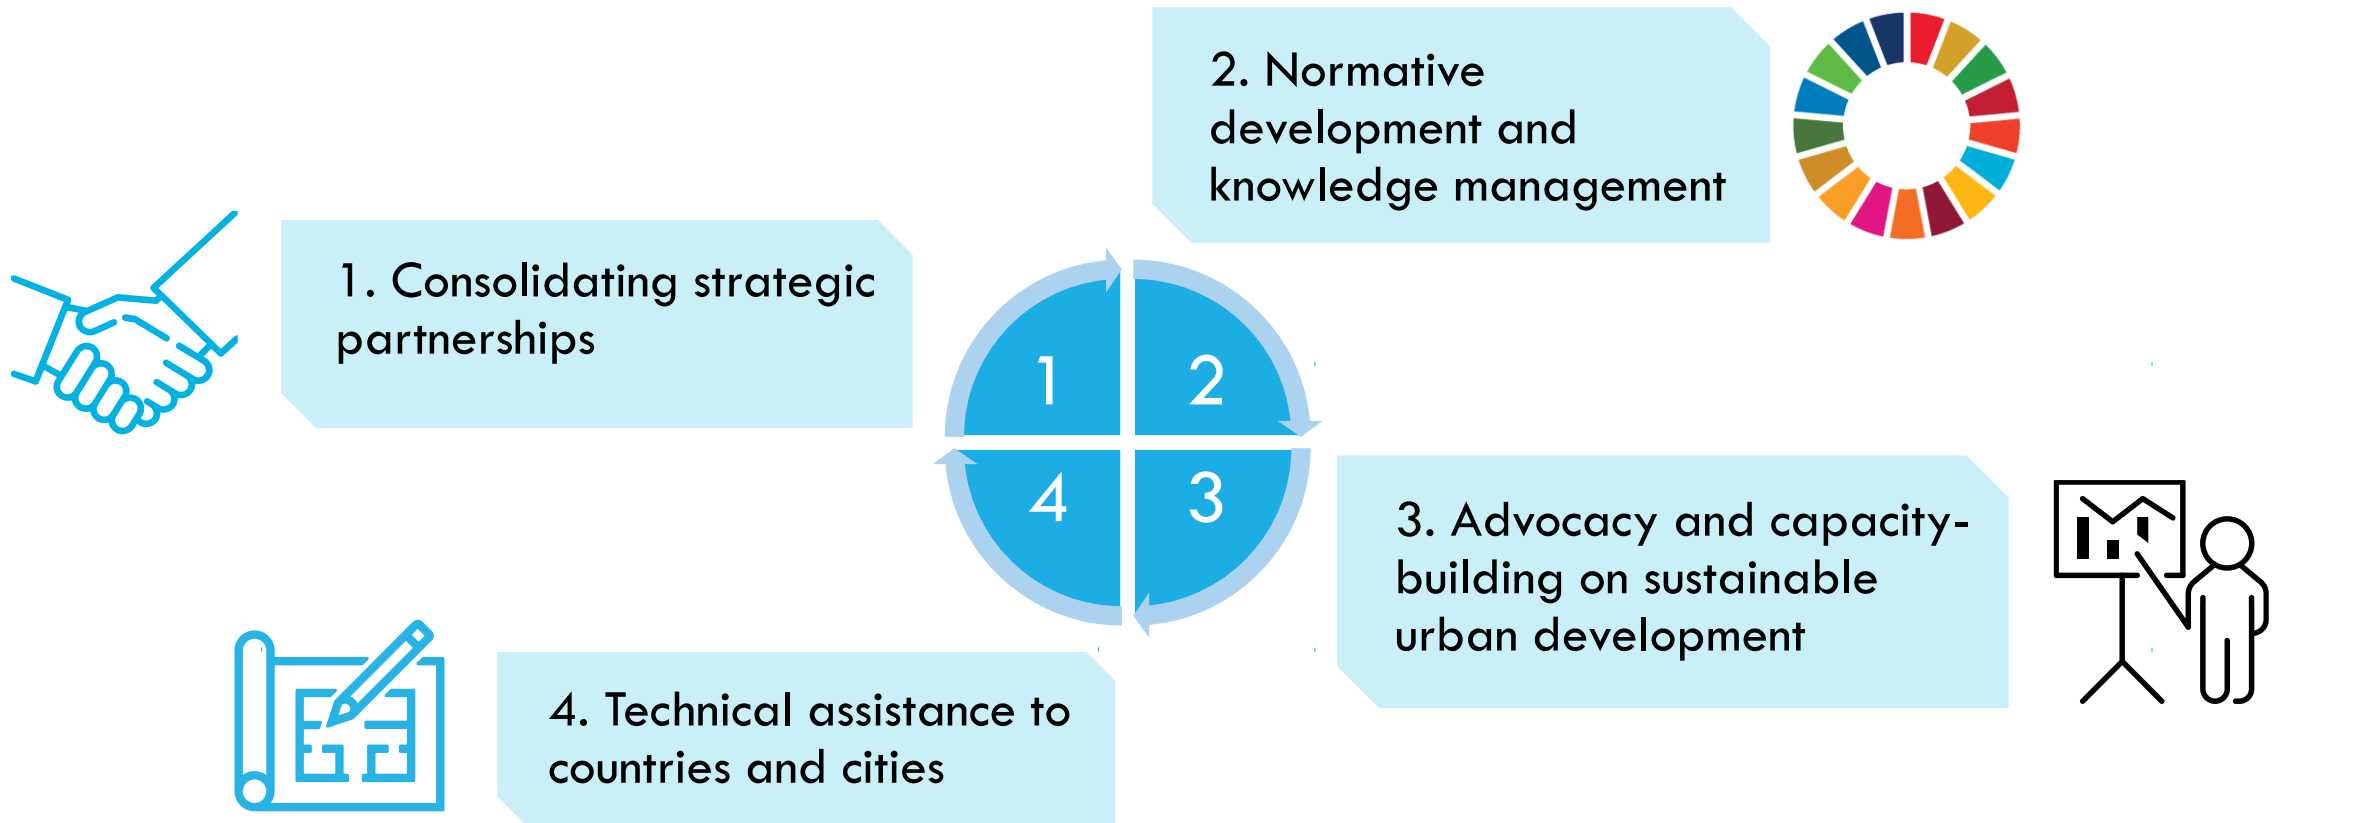 1. Consolidating strategic
partnerships
2. Normative
development and
knowledge management
1
2
4
3
3. Advocacy and capacity-
building on sustainable
urban development
4. Technical assistance to
countries and cities